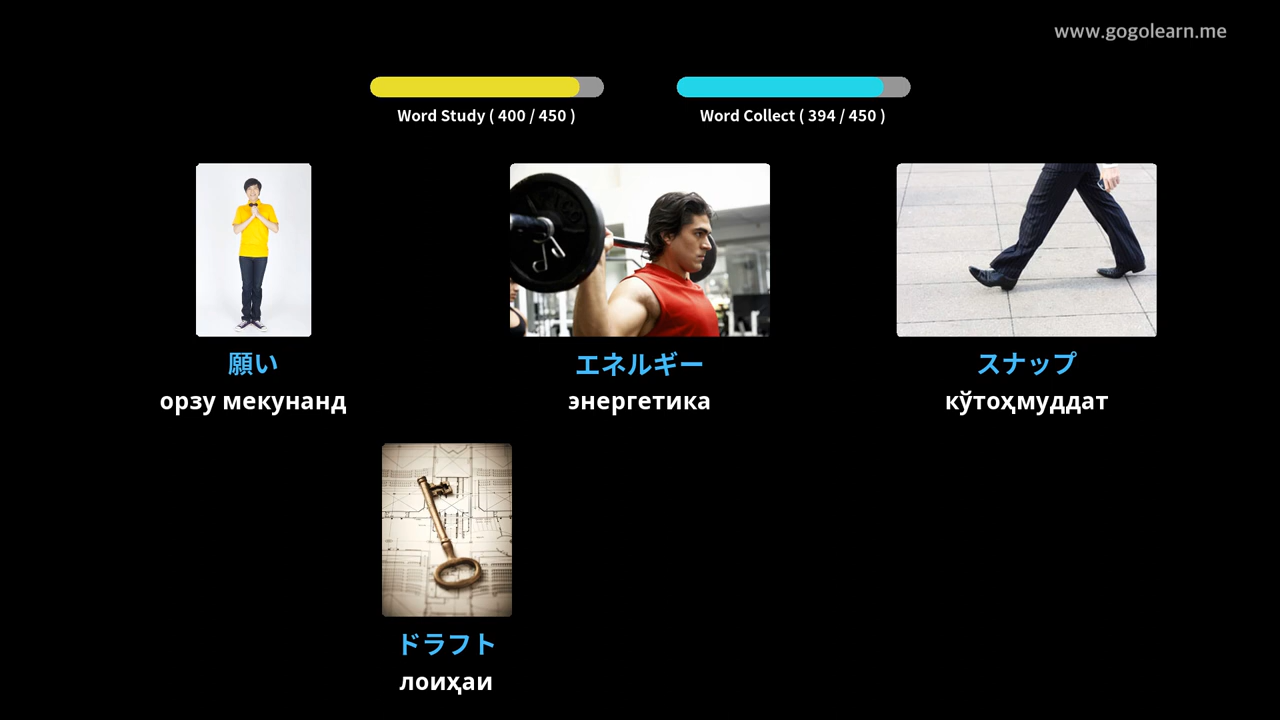 www.gogolearn.me
Word Study ( 400 / 450 )
Word Collect ( 394 / 450 )
願い
орзу мекунанд
エネルギー
энергетика
スナップ
кўтоҳмуддат
ドラフト
лоиҳаи